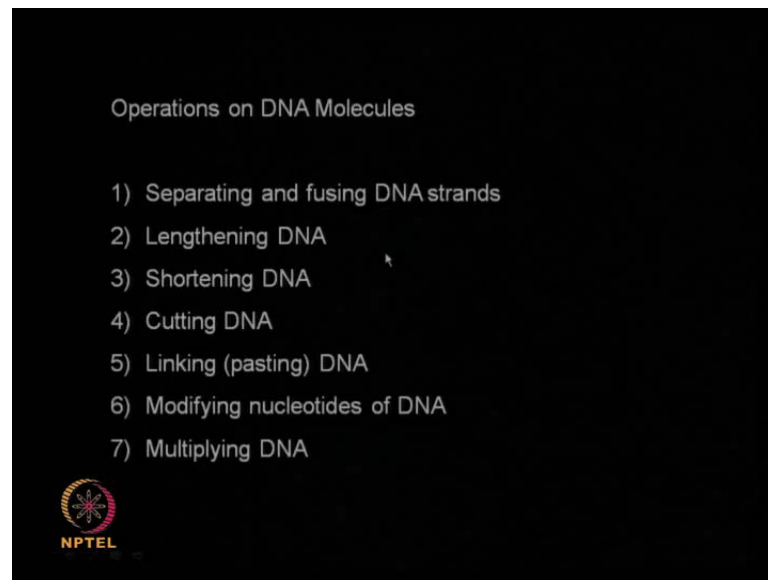 Operations on DNA Molecules
1) Separating and fusing DNA strands
2) Lengthening DNA
3) Shortening DNA
4) Cutting DNA
5) Linking (pasting) DNA
6) Modifying nucleotides of DNA
7) Multiplying DNA
NPTEL